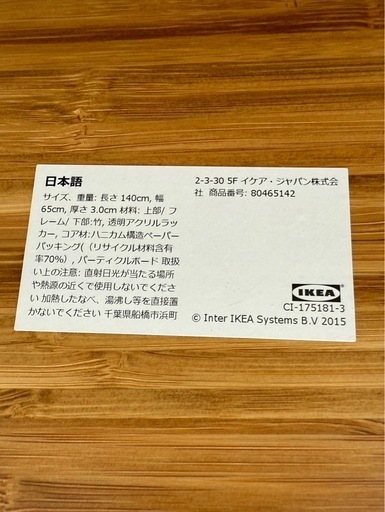 日本語
サイズ、重量: 長さ 140cm, 幅
65cm, 厚さ 3.0cm 材料: 上部/ フ
レーム/ 下部:竹, 透明アクリルラッ
カー, コア材:ハニカム構造ペーパー
パッキング(（リサイクル材料含有
率70%）, パーティクルボード 取扱
い上の注意: 直射日光が当たる場所
や熱源の近くで使用しないでくださ
い 加熱したなべ、湯沸し等を直接置
かないでください 千葉県船橋市浜町
2-3-30 5F イケア・ジャパン株式会
社 商品番号: 80465142
IKEA
CI-175181-3
© Inter IKEA Systems B.V 2015